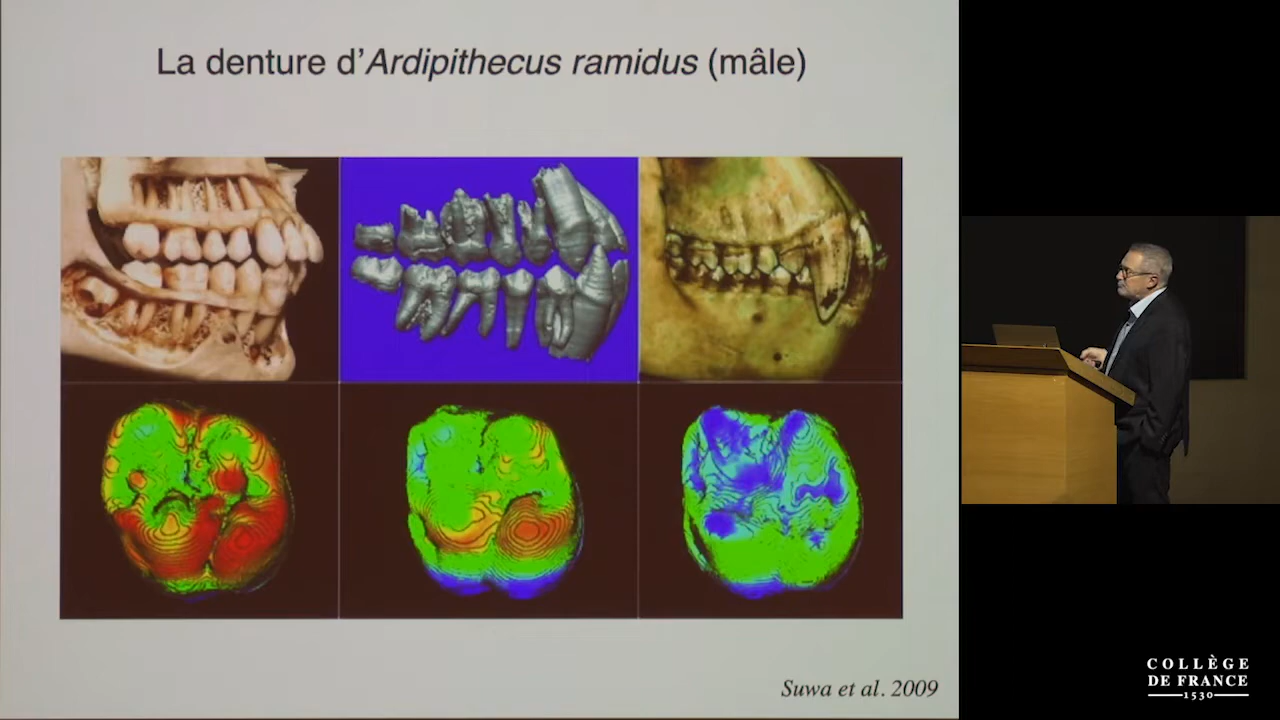 La denture d'Ardipithecus ramidus (mâle)
Suwa et al. 2009
COLLÈGE
DE FRANCE
1530